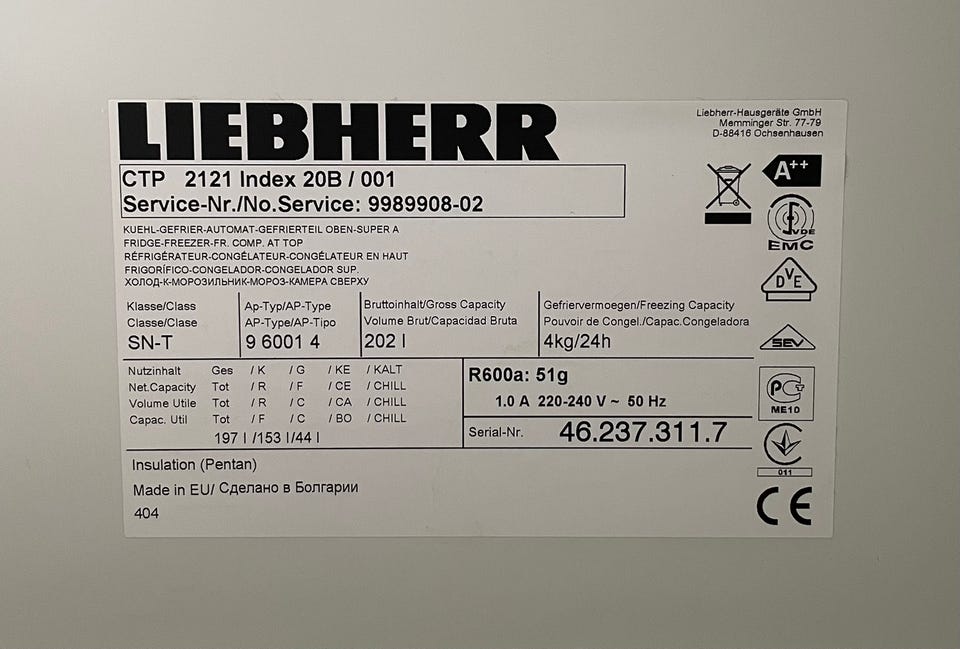 LIEBHERR
Liebherr-Hausgeräte GmbH
Memminger Str. 77-79
D-88416 Ochsenhausen
CTP 2121 Index 20B / 001
Service-Nr./No.Service: 9989908-02
A++
KUEHL-GEFRIER-AUTOMAT-GEFRIERTEIL OBEN-SUPER A
FRIDGE-FREEZER-FR. COMP. AT TOP
RÉFRIGÉRATEUR-CONGÉLATEUR-CONGÉLATEUR EN HAUT
FRIGORÍFICO-CONGELADOR-CONGELADOR SUP.
ХОЛОД-К-МОРОЗИЛЬНИК-МОРОЗ-КАМЕРА СВЕРХУ
VDE
EMC
DVE
Klasse/Class
Classe/Clase
SN-T
Ap-Typ/AP-Type
AP-Type/AP-Tipo
9 6001 4
Bruttoinhalt/Gross Capacity
Volume Brut/Capacidad Bruta
202 l
Gefriervermoegen/Freezing Capacity
Pouvoir de Congel./Capac.Congeladora
4kg/24h
SEV
Nutzinhalt Ges / K / G / KE / KALT
Net.Capacity Tot / R / F / CE / CHILL
Volume Utile Tot / R / C / CA / CHILL
Capac. Util Tot / F / C / BO / CHILL
197 l /153 l/44 l
R600a: 51g
1.0 A 220-240 V ~ 50 Hz
Serial-Nr. 46.237.311.7
PCT
ME10
011
Insulation (Pentan)
Made in EU/ Сделано в Болгарии
404
CE